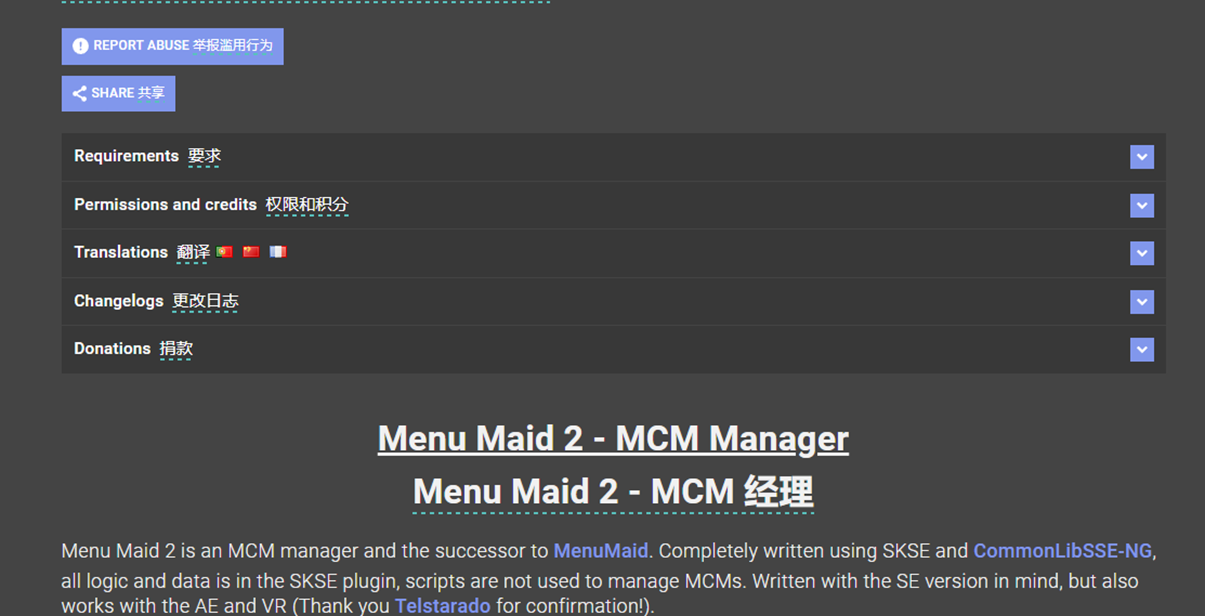 REPORT ABUSE 举报滥用行为
SHARE 共享
Requirements 要求
Permissions and credits 权限和积分
Translations 翻译
Changelogs 更改日志
Donations 捐款
Menu Maid 2 - MCM Manager
Menu Maid 2 - MCM 经理
Menu Maid 2 is an MCM manager and the successor to MenuMaid. Completely written using SKSE and CommonLibSSE-NG,
all logic and data is in the SKSE plugin, scripts are not used to manage MCMs. Written with the SE version in mind, but also
works with the AE and VR (Thank you Telstarado for confirmation!).